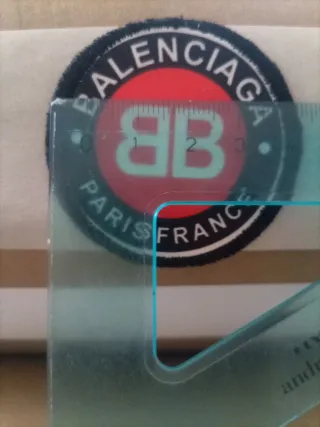 BALENCIAGA
BB
0 1 2 3
PARIS FRANCE